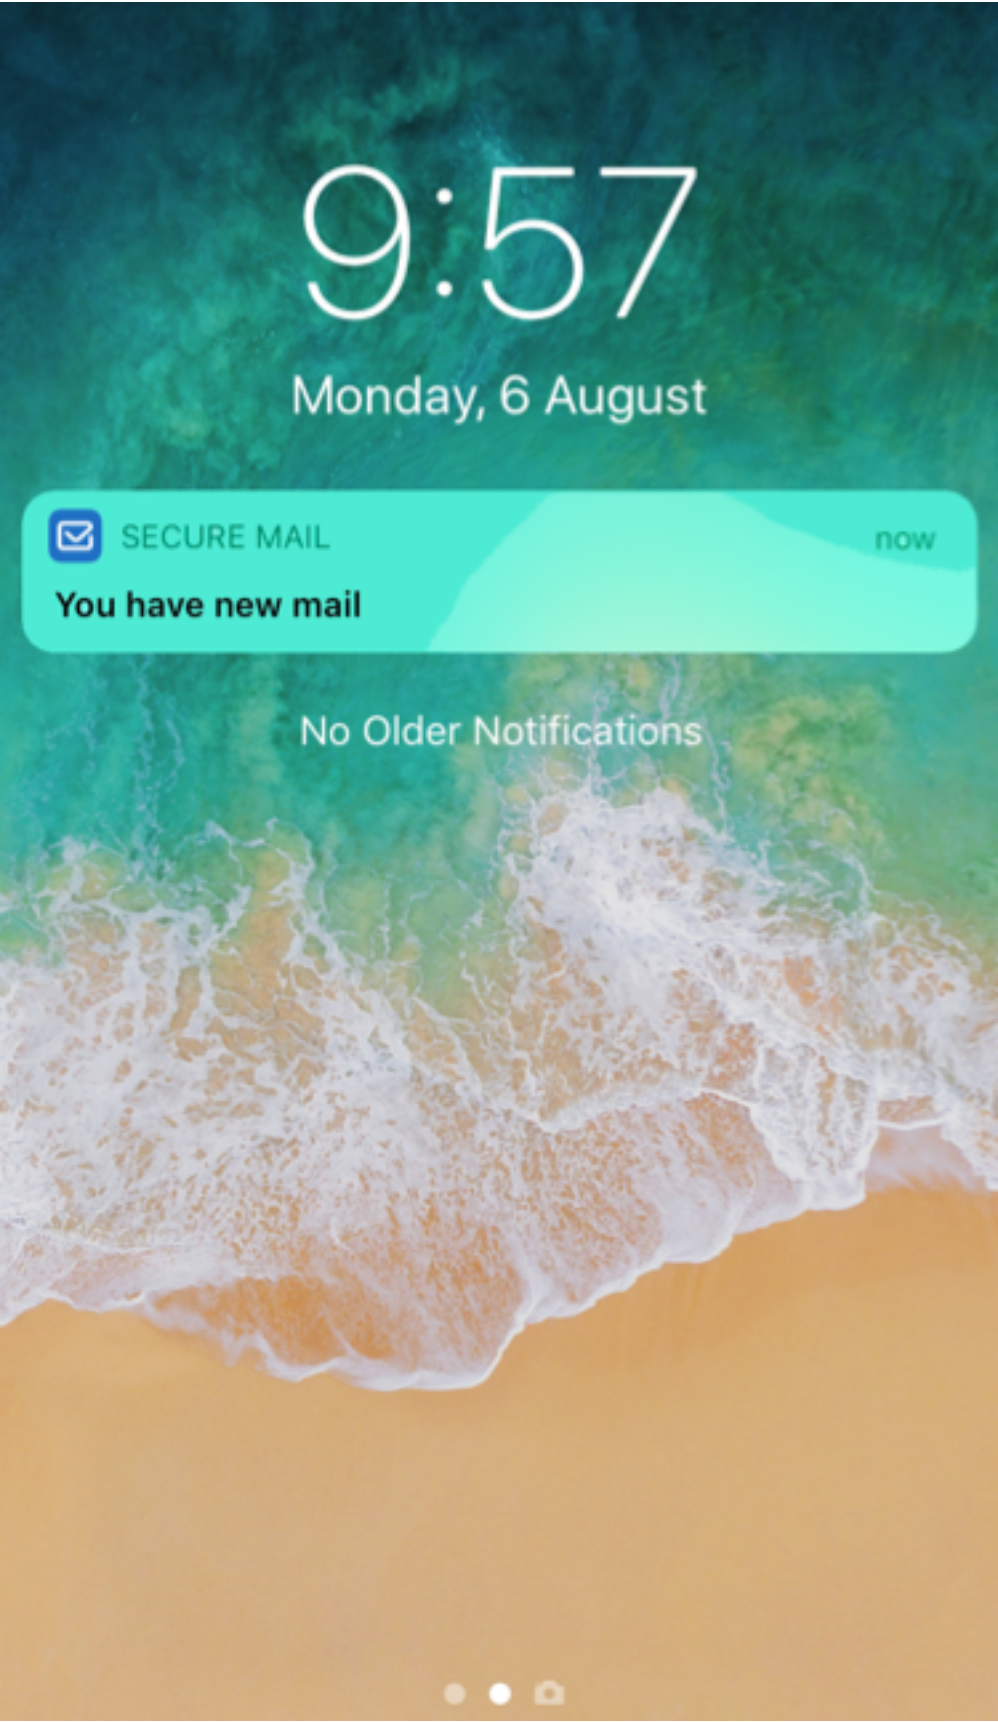 9:57
Monday, 6 August
SECURE MAIL now
You have new mail
No Older Notifications